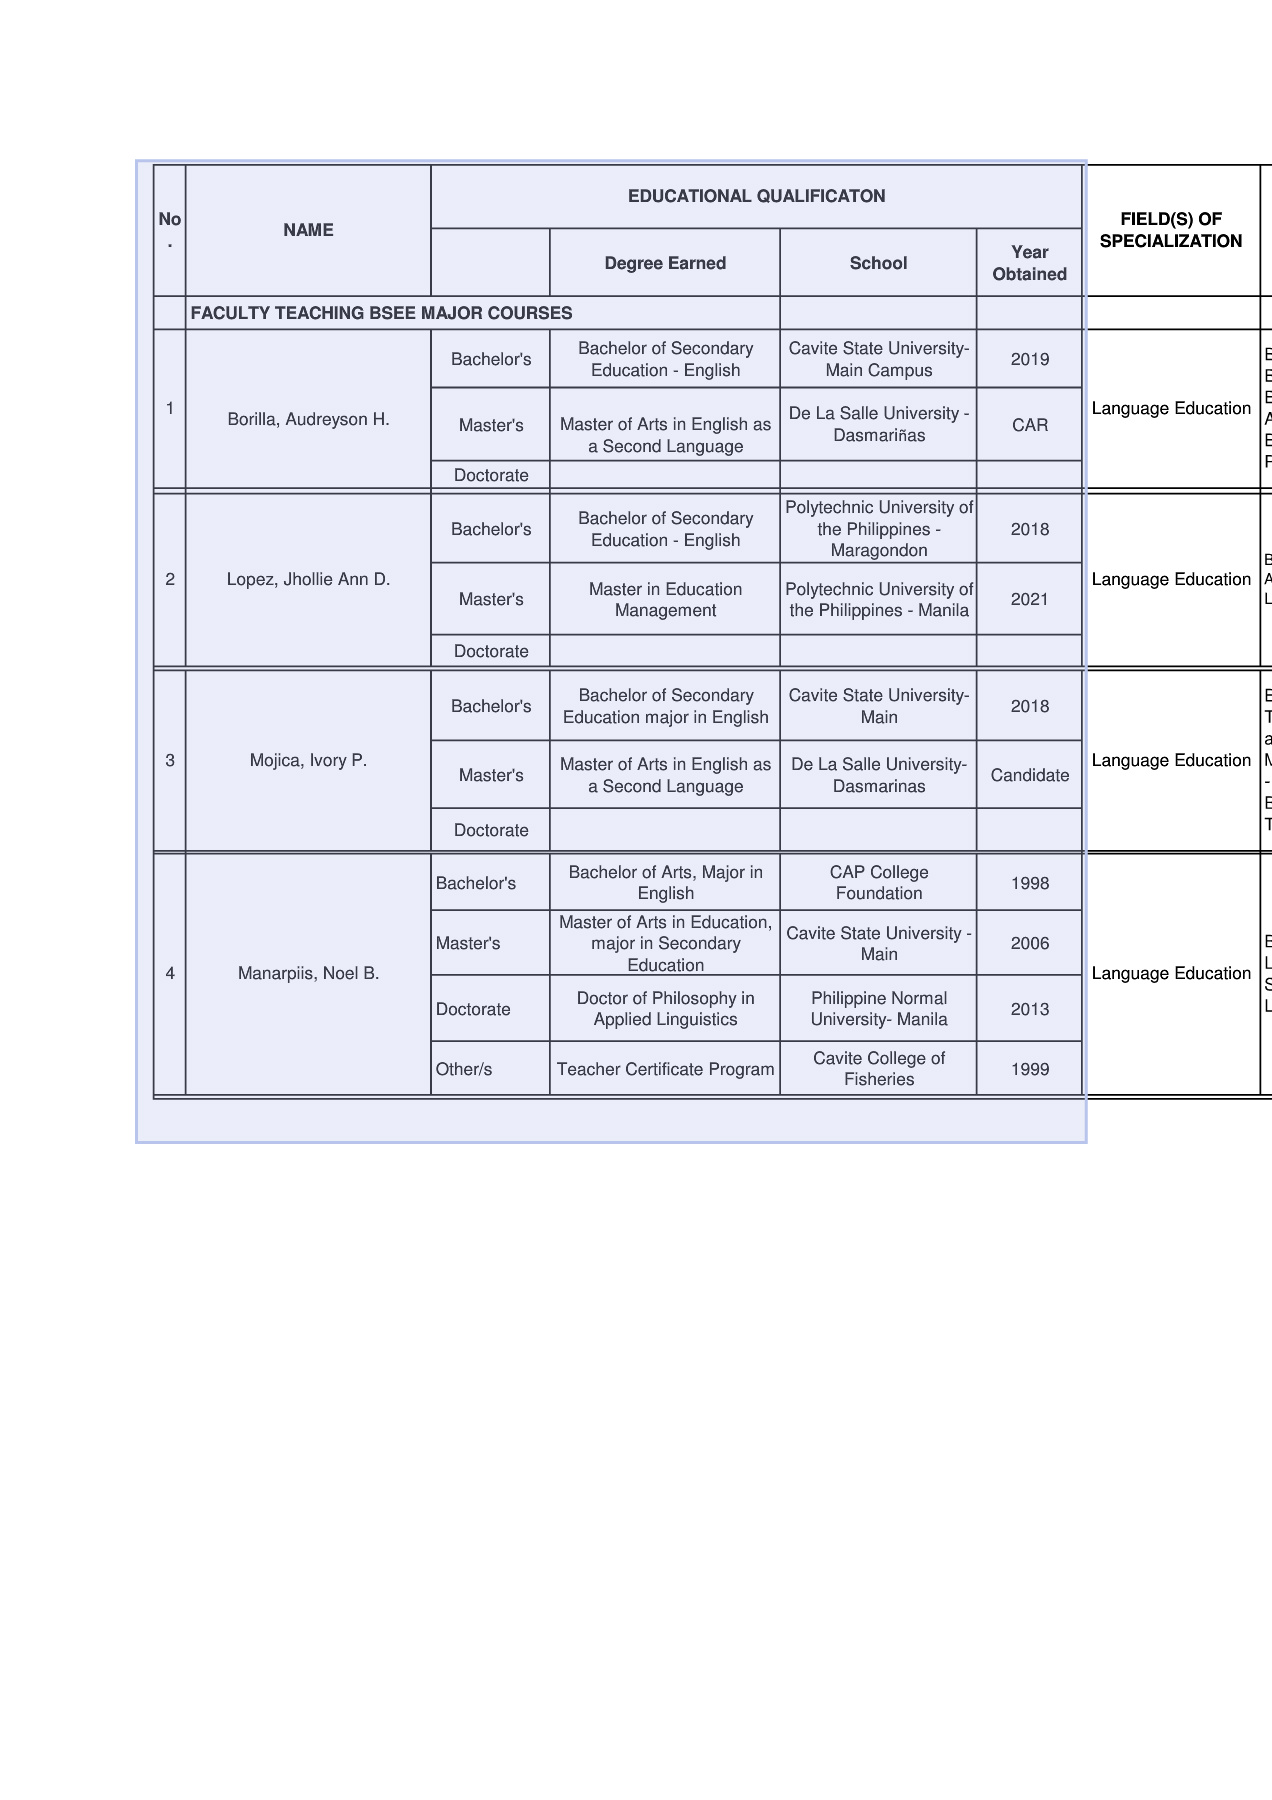 No
.
NAME
EDUCATIONAL QUALIFICATON
Degree Earned
School
Year
Obtained
FIELD(S) OF
SPECIALIZATION
FACULTY TEACHING BSEE MAJOR COURSES
1
Borilla, Audreyson H.
Bachelor's
Bachelor of Secondary
Education - English
Cavite State University-
Main Campus
2019
Master's
Master of Arts in English as
a Second Language
De La Salle University -
Dasmariñas
CAR
Doctorate
Language Education
2
Lopez, Jhollie Ann D.
Bachelor's
Bachelor of Secondary
Education - English
Polytechnic University of
the Philippines -
Maragondon
2018
Master's
Master in Education
Management
Polytechnic University of
the Philippines - Manila
2021
Doctorate
Language Education
3
Mojica, Ivory P.
Bachelor's
Bachelor of Secondary
Education major in English
Cavite State University-
Main
2018
Master's
Master of Arts in English as
a Second Language
De La Salle University-
Dasmarinas
Candidate
Doctorate
Language Education
4
Manarpiis, Noel B.
Bachelor's
Bachelor of Arts, Major in
English
CAP College
Foundation
1998
Master's
Master of Arts in Education,
major in Secondary
Education
Cavite State University -
Main
2006
Doctorate
Doctor of Philosophy in
Applied Linguistics
Philippine Normal
University- Manila
2013
Other/s
Teacher Certificate Program
Cavite College of
Fisheries
1999
Language Education